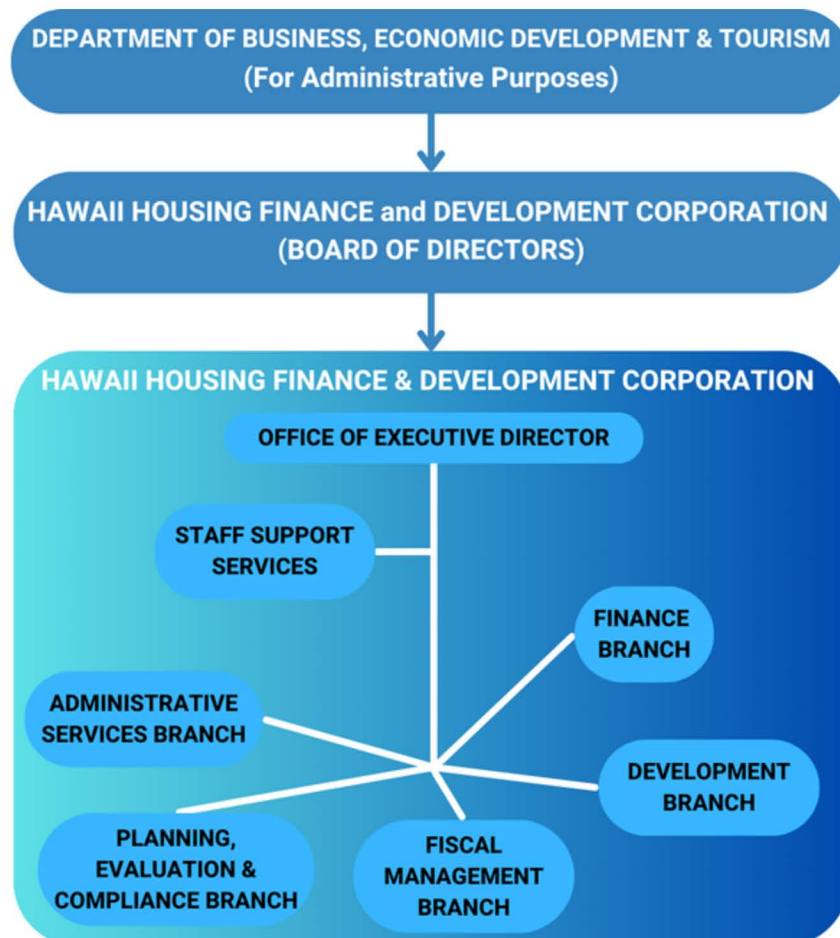 DEPARTMENT OF BUSINESS, ECONOMIC DEVELOPMENT & TOURISM
(For Administrative Purposes)
HAWAII HOUSING FINANCE and DEVELOPMENT CORPORATION
(BOARD OF DIRECTORS)
HAWAII HOUSING FINANCE & DEVELOPMENT CORPORATION
OFFICE OF EXECUTIVE DIRECTOR
STAFF SUPPORT
SERVICES
FINANCE
BRANCH
ADMINISTRATIVE
SERVICES BRANCH
DEVELOPMENT
BRANCH
PLANNING,
EVALUATION &
COMPLIANCE BRANCH
FISCAL
MANAGEMENT
BRANCH